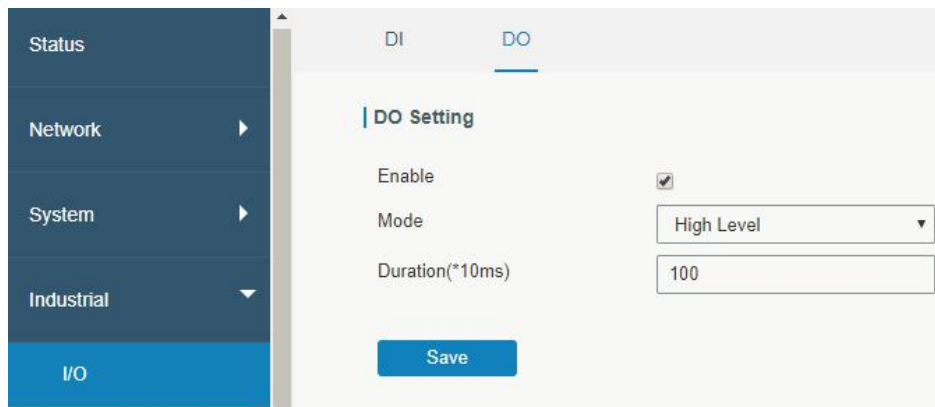 Status
Network
System
Industrial
I/O
DI DO
DO Setting
Enable
Mode High Level
Duration(*10ms) 100
Save